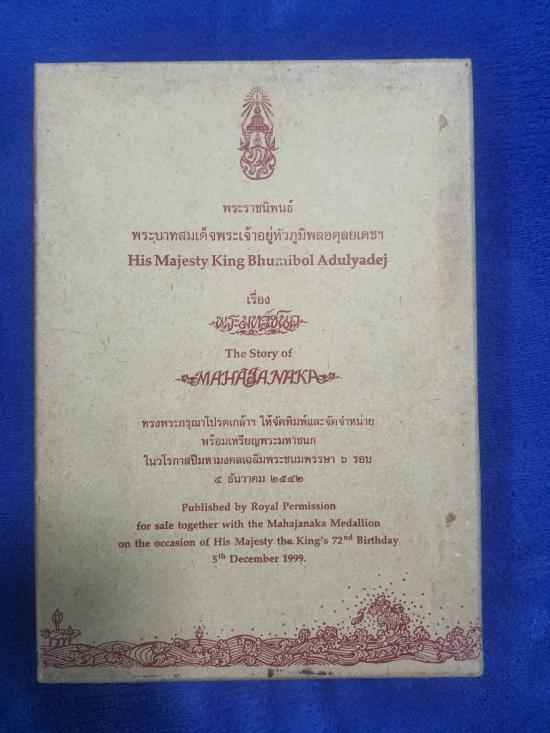 พระราชนิพนธ์
พระบาทสมเด็จพระเจ้าอยู่หัวภูมิพลอดุลยเดชฯ
His Majesty King Bhumibol Adulyadej
เรื่อง
พระมหาชนก
The Story of
MAHAJANAKA
ทรงพระกรุณาโปรดเกล้าฯ ให้จัดพิมพ์และจัดจำหน่าย
พร้อมเหรียญพระมหาชนก
ในวโรกาสปีมหามงคลเฉลิมพระชนมพรรษา ๖ รอบ
๕ ธันวาคม ๒๕๔๒
Published by Royal Permission
for sale together with the Mahajanaka Medallion
on the occasion of His Majesty the King's 72nd Birthday
5th December 1999.